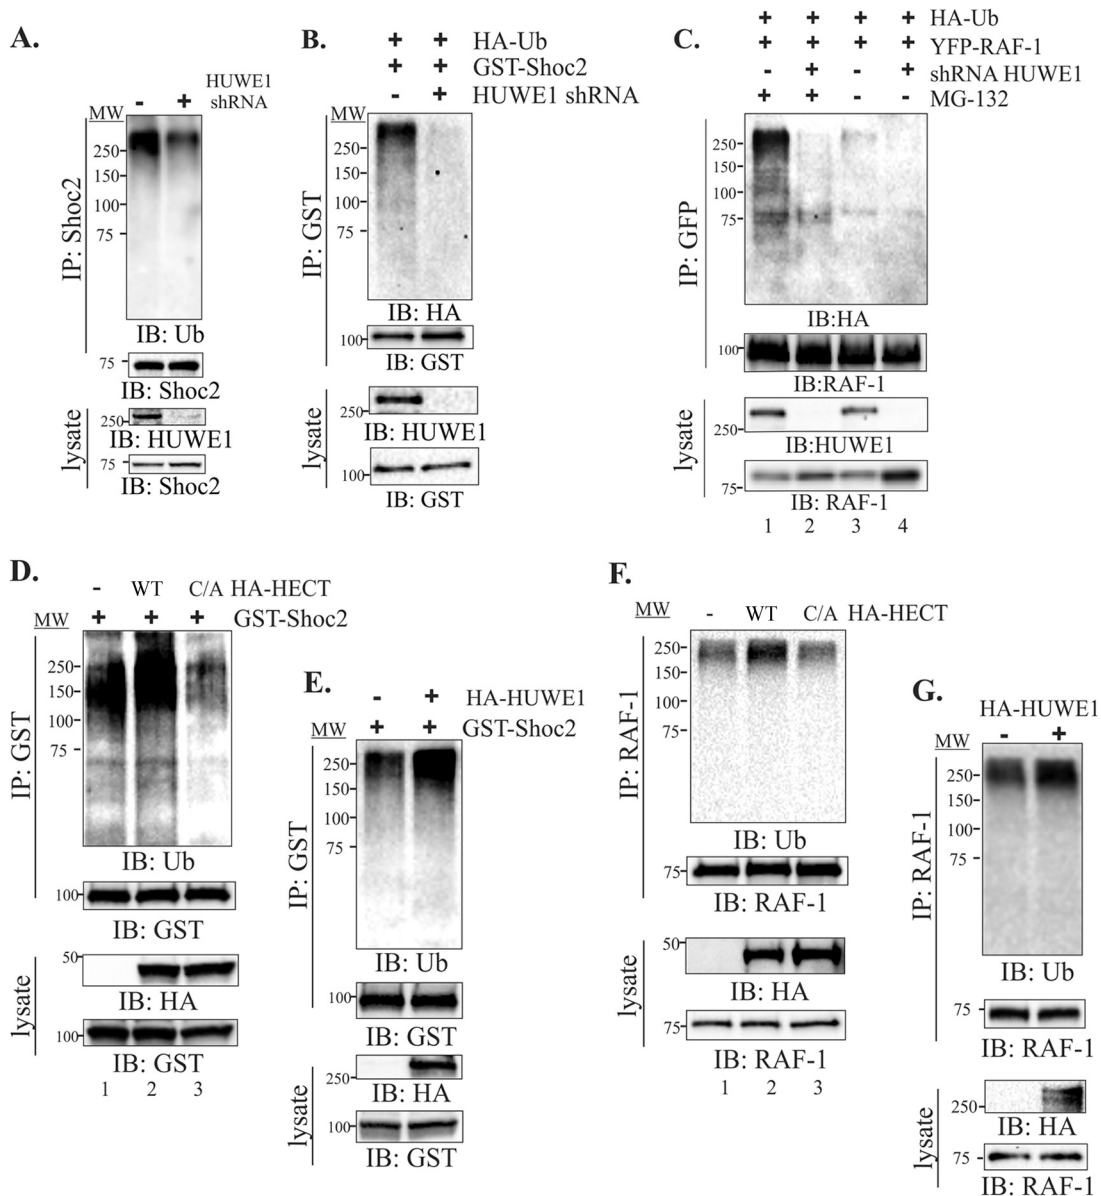 A.
HUWE1
shRNA
- +
MW
250
150
100
75
IP: Shoc2
IB: Ub
75
IB: Shoc2
250
IB: HUWE1
75
IB: Shoc2
lysate
B.
+ + HA-Ub
+ + GST-Shoc2
- + HUWE1 shRNA
MW
250
150
100
75
IP: GST
IB: HA
100
IB: GST
250
IB: HUWE1
100
IB: GST
lysate
C.
+ + + + HA-Ub
+ + + + YFP-RAF-1
- + - + shRNA HUWE1
+ + - - MG-132
MW
250
150
100
75
IP: GFP
IB:HA
100
IB:RAF-1
250
IB:HUWE1
75
IB: RAF-1
lysate
1 2 3 4
D.
- WT C/A HA-HECT
MW + + + GST-Shoc2
250
150
100
75
IP: GST
IB: Ub
100
IB: GST
50
IB: HA
100
IB: GST
lysate
1 2 3
E.
- + HA-HUWE1
MW + + GST-Shoc2
250
150
100
75
IP: GST
IB: Ub
100
IB: GST
250
IB: HA
100
IB: GST
lysate
F.
MW - WT C/A HA-HECT
250
150
100
75
IP: RAF-1
IB: Ub
75
IB: RAF-1
50
IB: HA
75
IB: RAF-1
lysate
1 2 3
G.
HA-HUWE1
MW - +
250
150
100
75
IP: RAF-1
IB: Ub
75
IB: RAF-1
250
IB: HA
75
IB: RAF-1
lysate